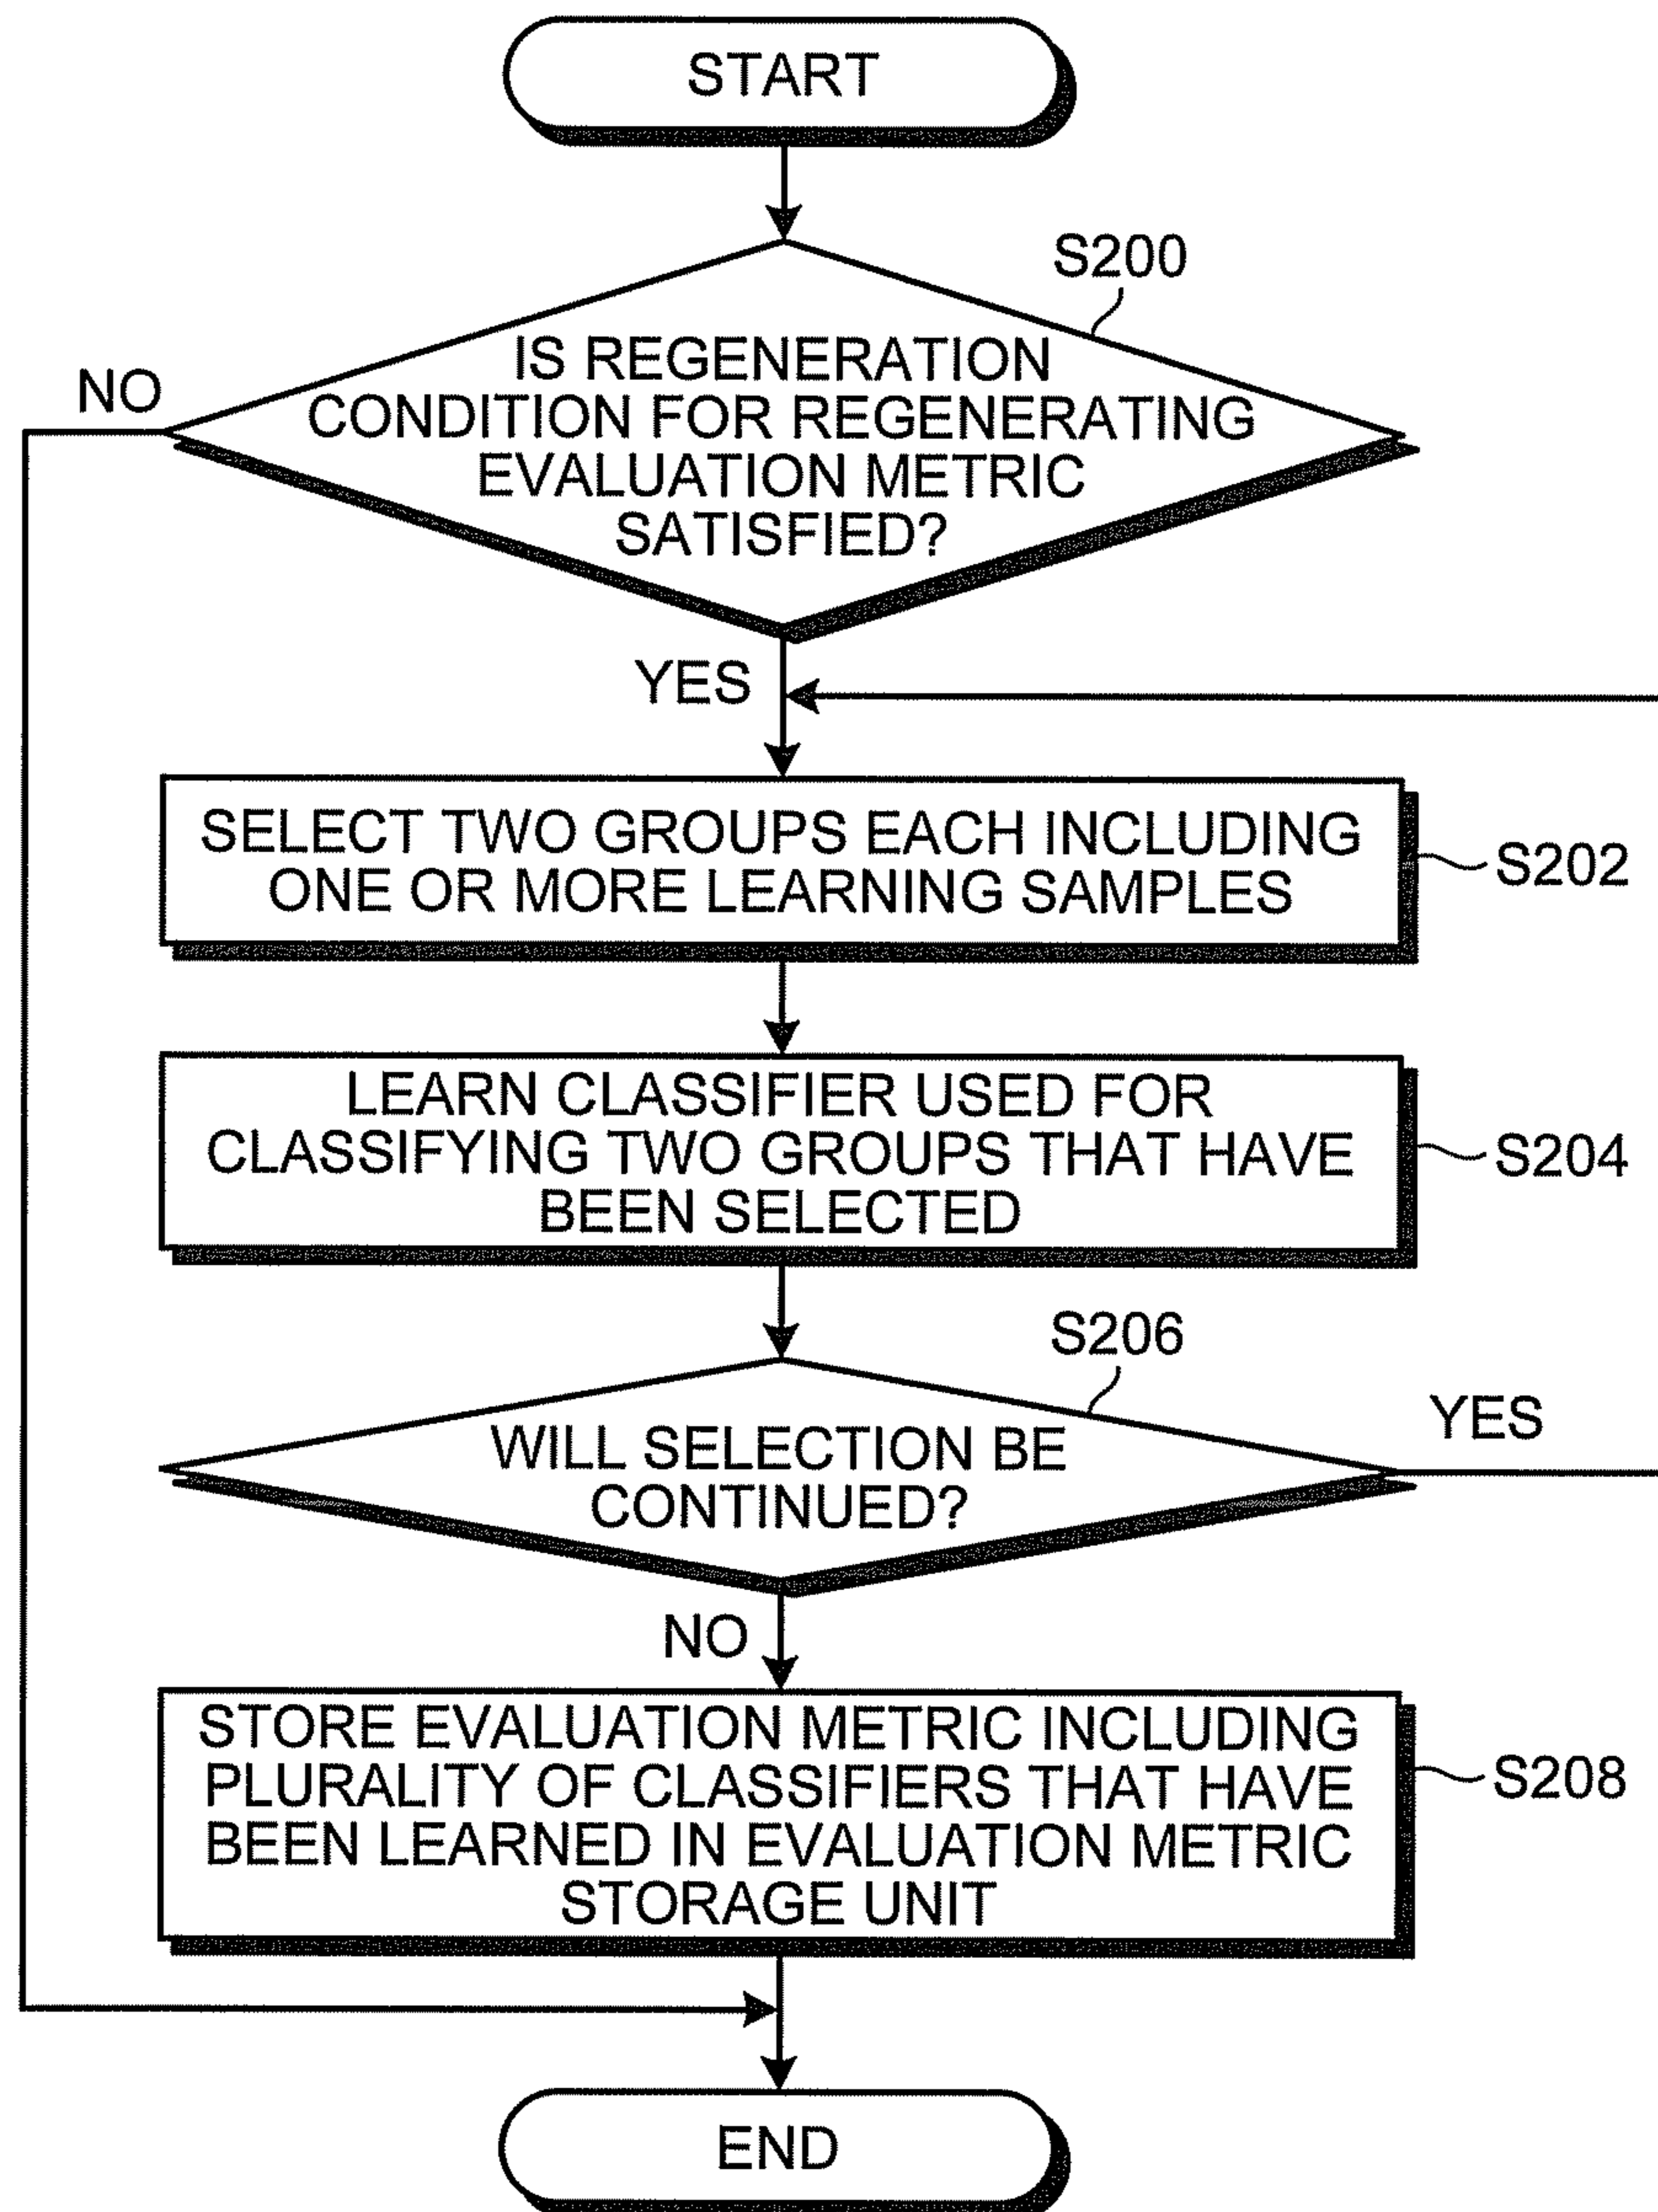 START
S200
IS REGENERATION
CONDITION FOR REGENERATING
EVALUATION METRIC
SATISFIED?
NO
YES
SELECT TWO GROUPS EACH INCLUDING
ONE OR MORE LEARNING SAMPLES
S202
LEARN CLASSIFIER USED FOR
CLASSIFYING TWO GROUPS THAT HAVE
BEEN SELECTED
S204
S206
WILL SELECTION BE
CONTINUED?
YES
NO
STORE EVALUATION METRIC INCLUDING
PLURALITY OF CLASSIFIERS THAT HAVE
BEEN LEARNED IN EVALUATION METRIC
STORAGE UNIT
S208
END